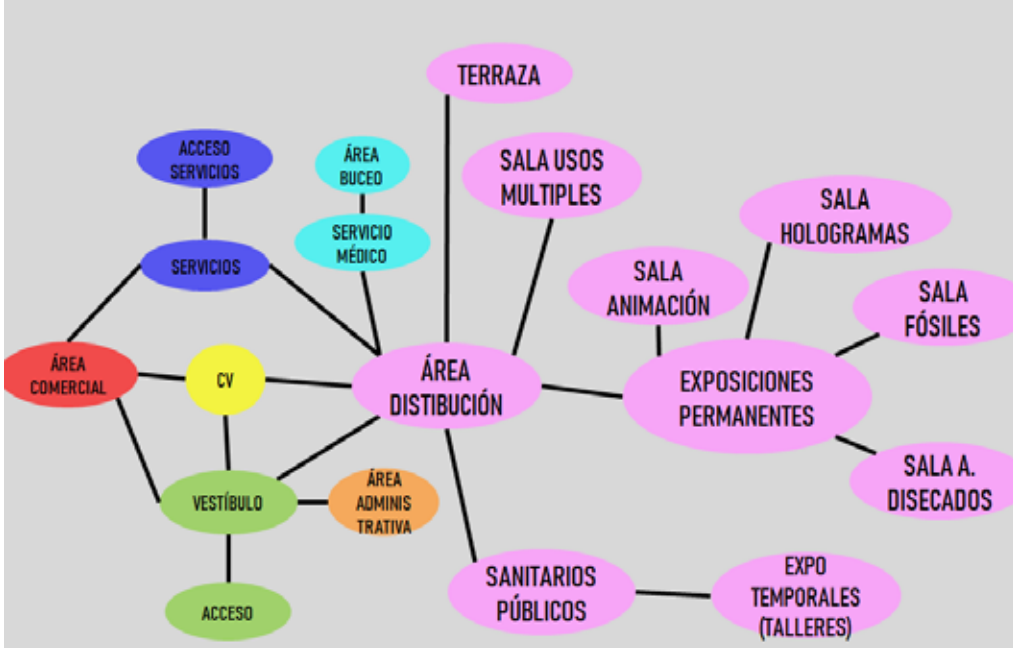 TERRAZA
ACCESO
SERVICIOS
ÁREA
BUCEO
SALA USOS
MULTIPLES
SALA
HOLOGRAMAS
SERVICIO
MÉDICO
SERVICIOS
SALA
ANIMACIÓN
SALA
FÓSILES
ÁREA
COMERCIAL
CV
ÁREA
DISTIBUCIÓN
EXPOSICIONES
PERMANENTES
SALA A.
DISECADOS
VESTÍBULO
ÁREA
ADMINIS
TRATIVA
ACCESO
SANITARIOS
PÚBLICOS
EXPO
TEMPORALES
(TALLERES)